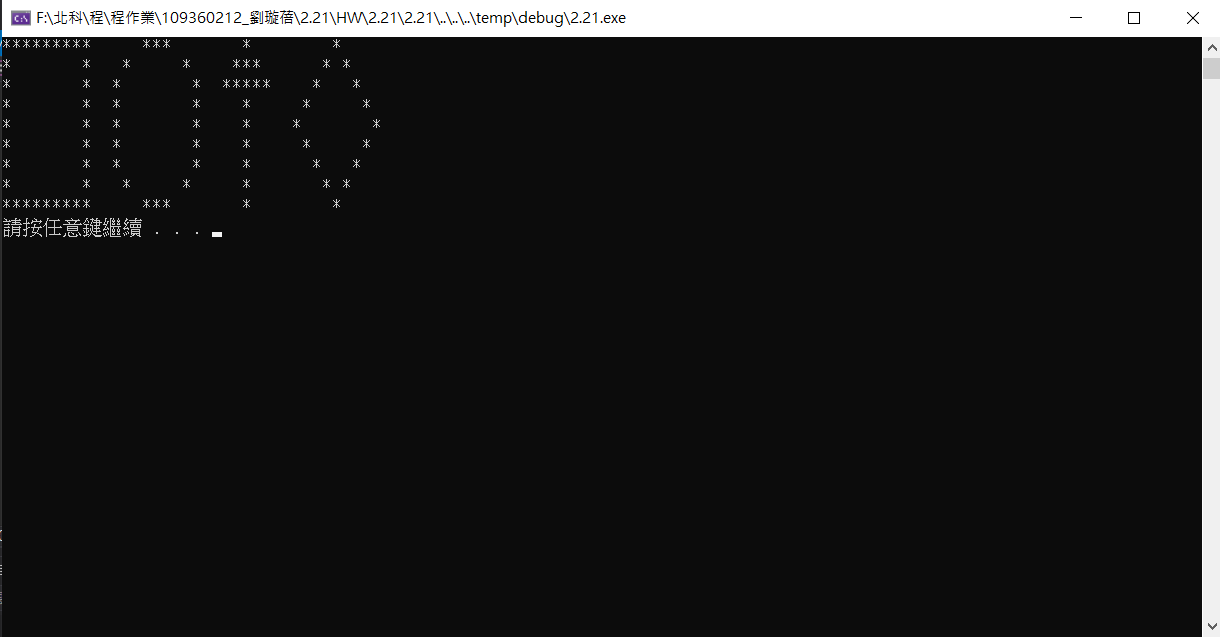 F:\北科\程\程作業\109360212_劉璇蓓\2.21\HW\2.21\2.21\..\..\..\temp\debug\2.21.exe
*********     ***       *        *
*       *   *     *    ***      * *
*       *  *       *  *****    *   *
*       *  *       *    *     *     *
*       *  *       *    *    *       *
*       *  *       *    *     *     *
*       *  *       *    *      *   *
*       *   *     *     *       * *
*********     ***       *        *
請按任意鍵繼續 . . .